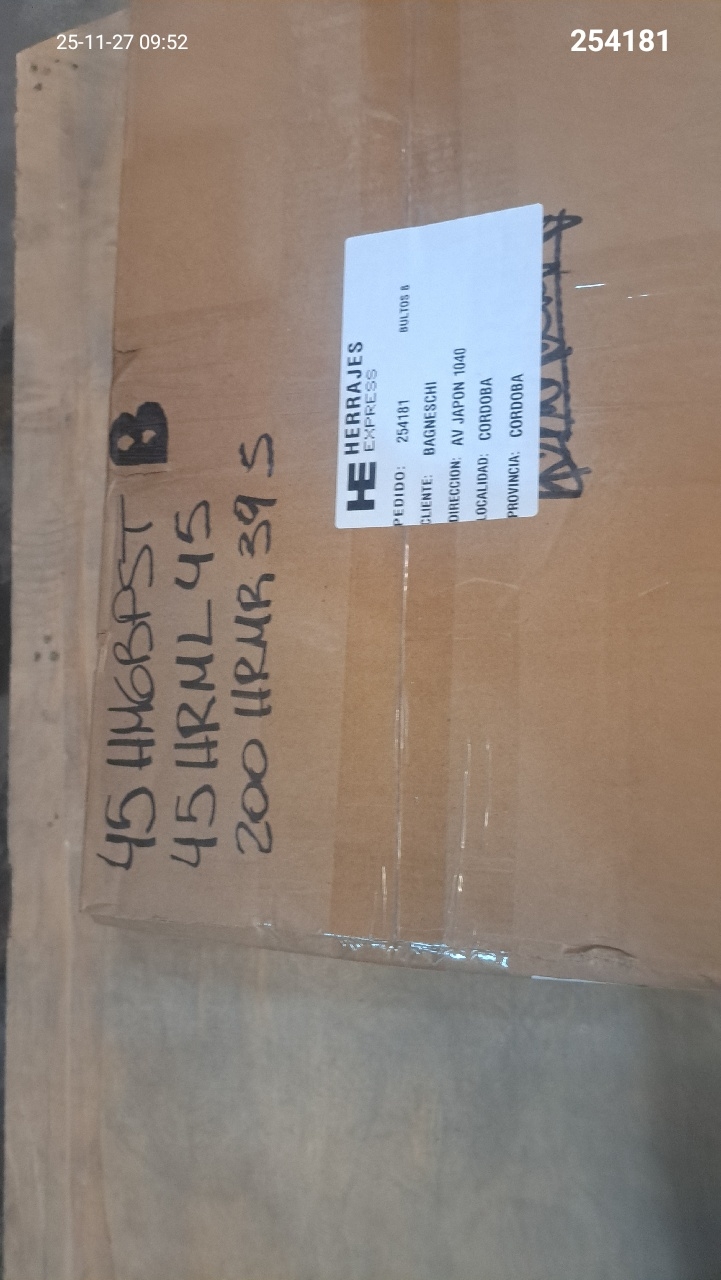 25-11-27 09:52
254181
45 HM6BPST B
45 HRML 45
200 HRMR 39 S
HE HERRAJES
EXPRESS
PEDIDO: 254181 BULTOS 8
CLIENTE: BAGNESCHI
DIRECCION: AV JAPON 1040
LOCALIDAD: CORDOBA
PROVINCIA: CORDOBA